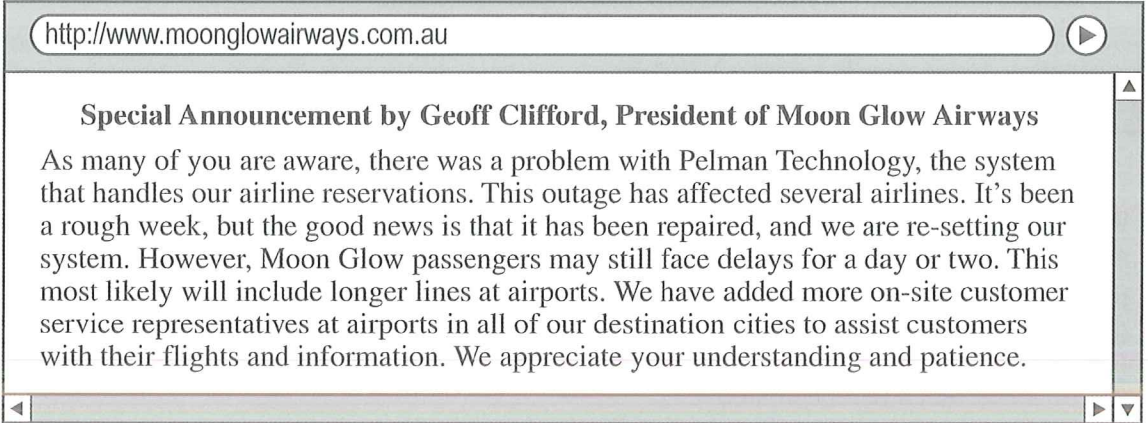 http://www.moonglowairways.com.au
Special Announcement by Geoff Clifford, President of Moon Glow Airways
As many of you are aware, there was a problem with Pelman Technology, the system
that handles our airline reservations. This outage has affected several airlines. It's been
a rough week, but the good news is that it has been repaired, and we are re-setting our
system. However, Moon Glow passengers may still face delays for a day or two. This
most likely will include longer lines at airports. We have added more on-site customer
service representatives at airports in all of our destination cities to assist customers
with their flights and information. We appreciate your understanding and patience.